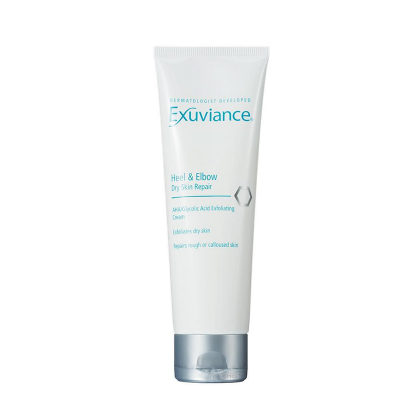 DERMATOLOGIST DEVELOPED
Exuviance
Heel & Elbow
Dry Skin Repair
AHA/Glycolic Acid Exfoliating
Cream
Exfoliates dry skin
Repairs rough or calloused skin